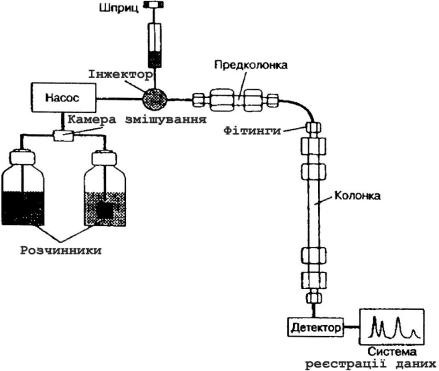 Шприц
Інжектор
Предколонка
Насос
Камера змішування
Фітинги
Колонка
Розчинники
Детектор
Система
реєстрації даних